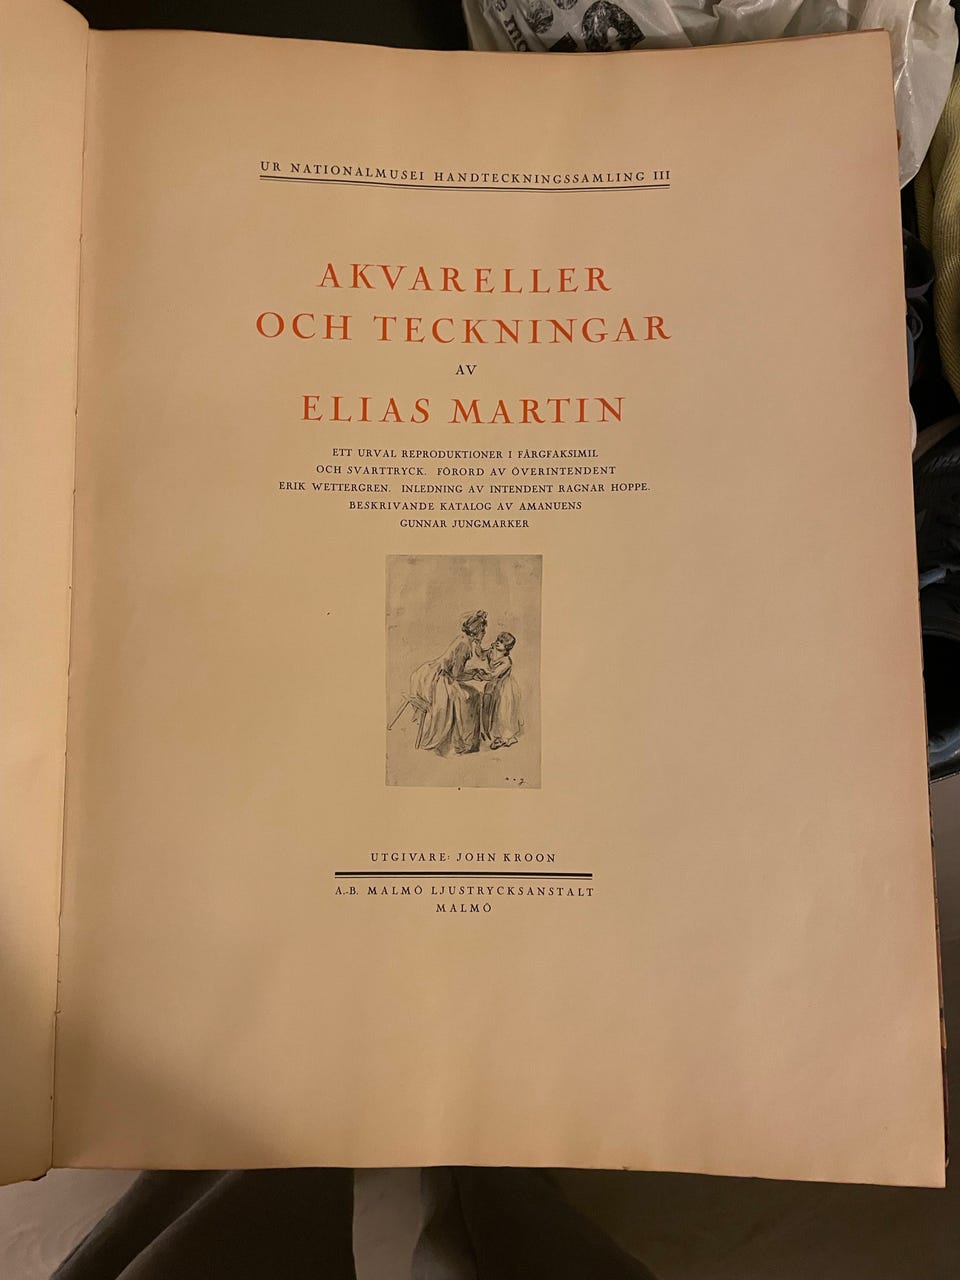 UR NATIONALMUSEI HANDTECKNINGSSAMLING III
AKVARELLER
OCH TECKNINGAR
AV
ELIAS MARTIN
ETT URVAL REPRODUKTIONER I FÄRGFAKSIMIL
OCH SVARTTRYCK. FÖRORD AV ÖVERINTENDENT
ERIK WETTERGREN. INLEDNING AV INTENDENT RAGNAR HOPPE.
BESKRIVANDE KATALOG AV AMANUENS
GUNNAR JUNGMARKER
UTGIVARE: JOHN KROON
A.-B. MALMÖ LJUSTRYCKSANSTALT
MALMÖ